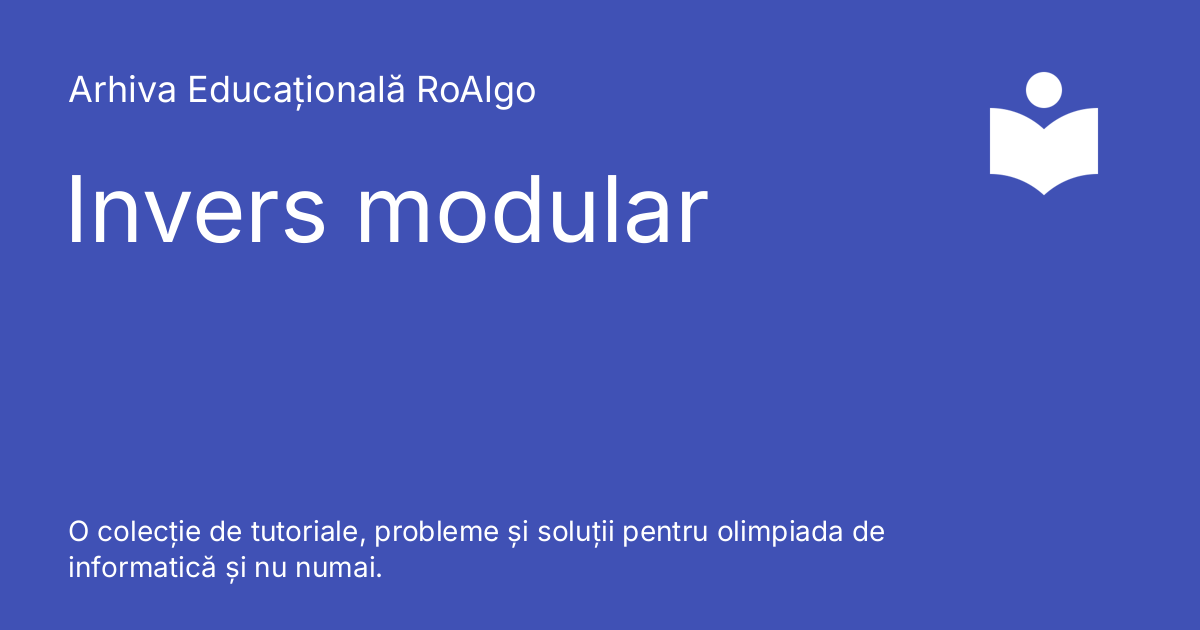 Arhiva Educațională RoAlgo
Invers modular
O colecție de tutoriale, probleme și soluții pentru olimpiada de
informatică și nu numai.